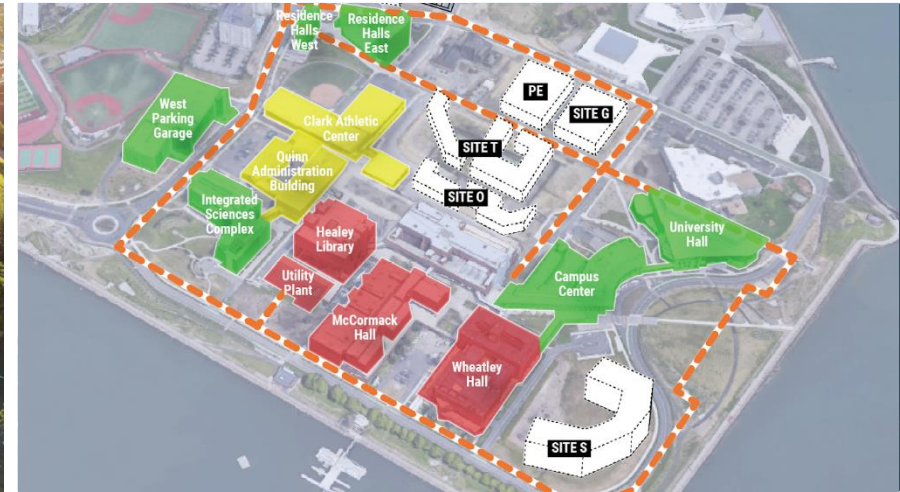 Residence
Halls
West
Residence
Halls
East
West
Parking
Garage
Clark Athletic
Center
PE
SITE G
SITE T
Quinn
Administration
Building
SITE O
Integrated
Sciences
Complex
Healey
Library
University
Hall
Utility
Plant
Campus
Center
McCormack
Hall
Wheatley
Hall
SITE S